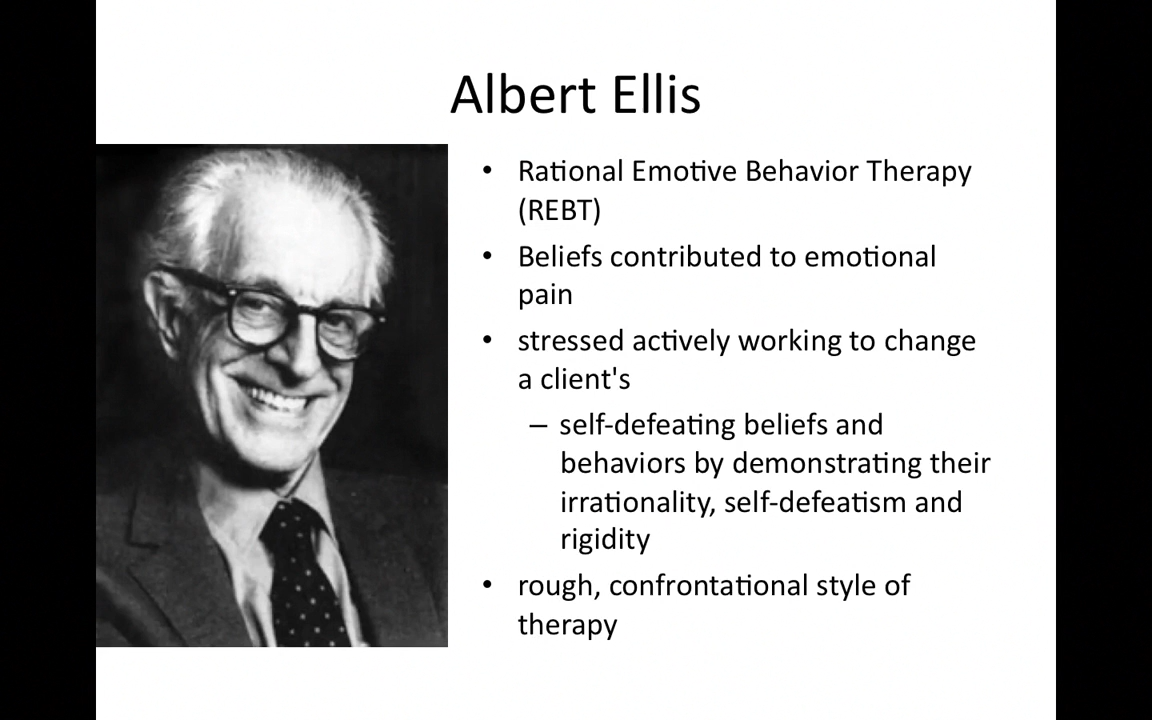 Albert Ellis
• Rational Emotive Behavior Therapy
(REBT)
• Beliefs contributed to emotional
pain
• stressed actively working to change
a client's
– self-defeating beliefs and
behaviors by demonstrating their
irrationality, self-defeatism and
rigidity
• rough, confrontational style of
therapy